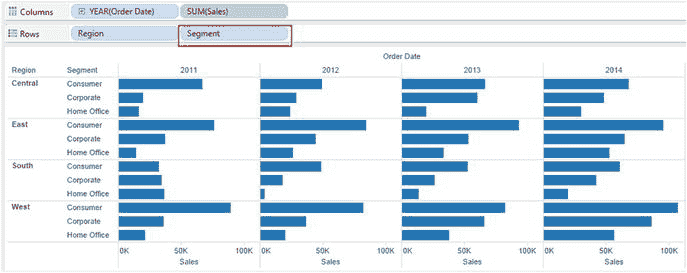 Columns YEAR(Order Date) SUM(Sales)
Rows Region Segment
Order Date
Region Segment 2011 2012 2013 2014
Central Consumer
Corporate
Home Office
East Consumer
Corporate
Home Office
South Consumer
Corporate
Home Office
West Consumer
Corporate
Home Office
0K 50K 100K 0K 50K 100K 0K 50K 100K 0K 50K 100K
Sales Sales Sales Sales